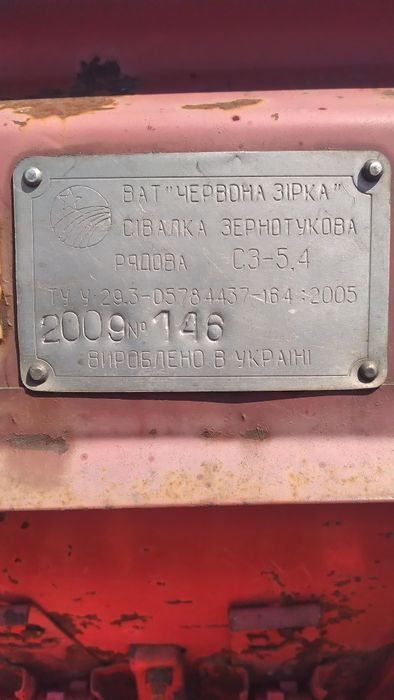 ВАТ "ЧЕРВОНА ЗІРКА"
СІВАЛКА ЗЕРНОТУКОВА
РЯДОВА СЗ-5,4
ТУ У 29.3-05784437-164:2005
2009 № 146
ВИРОБЛЕНО В УКРАЇНІ